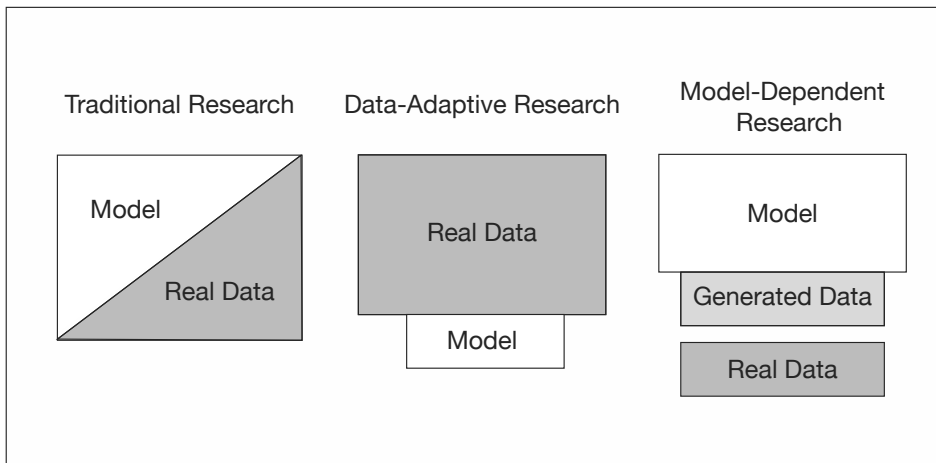 Traditional Research
Model
Real Data
Data-Adaptive Research
Real Data
Model
Model-Dependent
Research
Model
Generated Data
Real Data